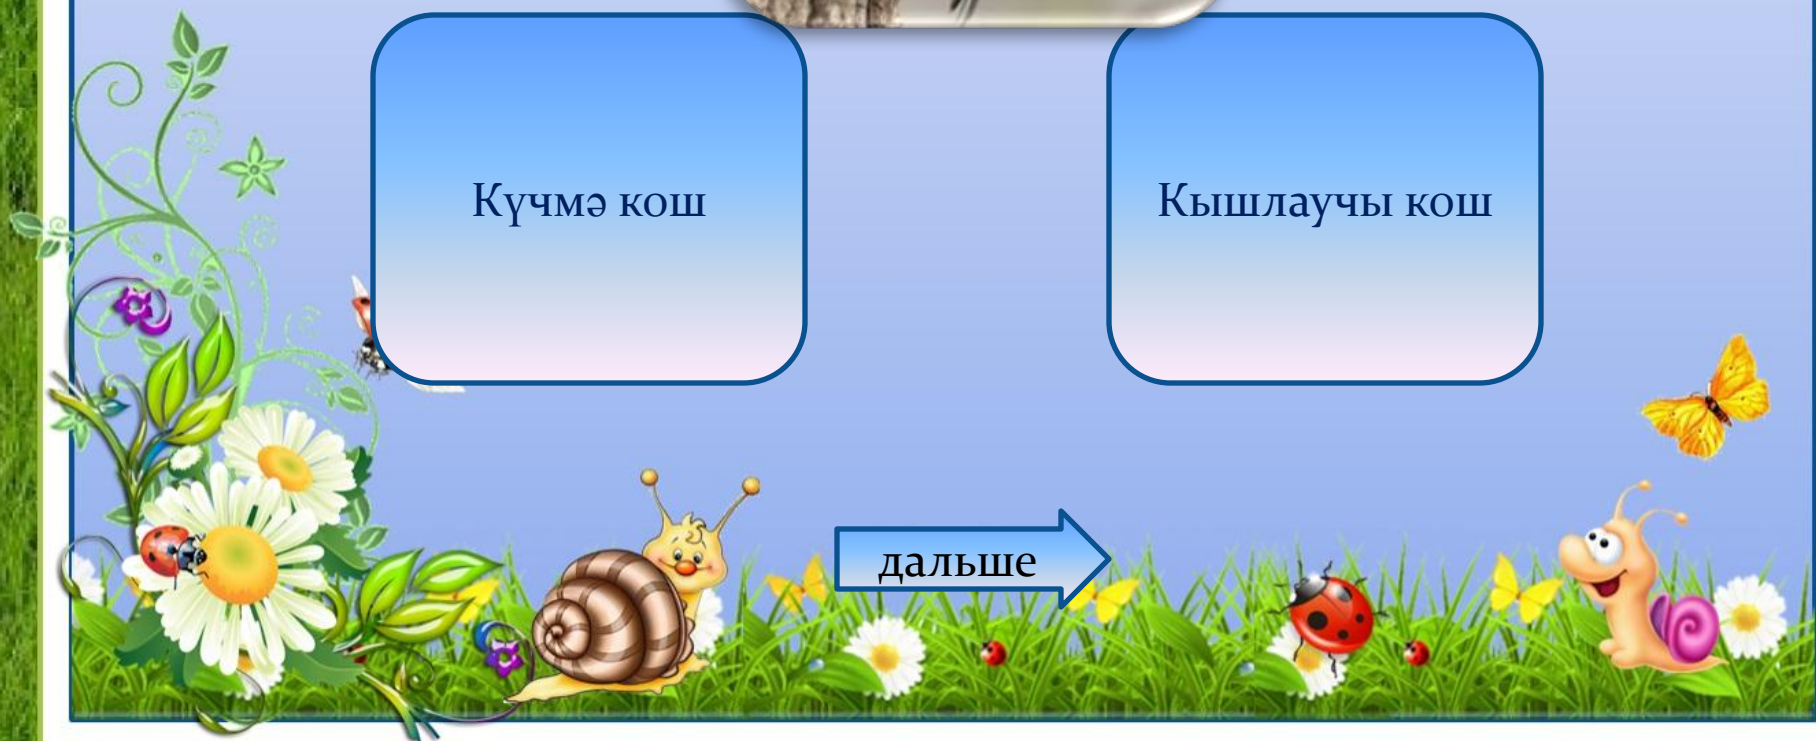 Күчмә кош
Кышлаучы кош
дальше